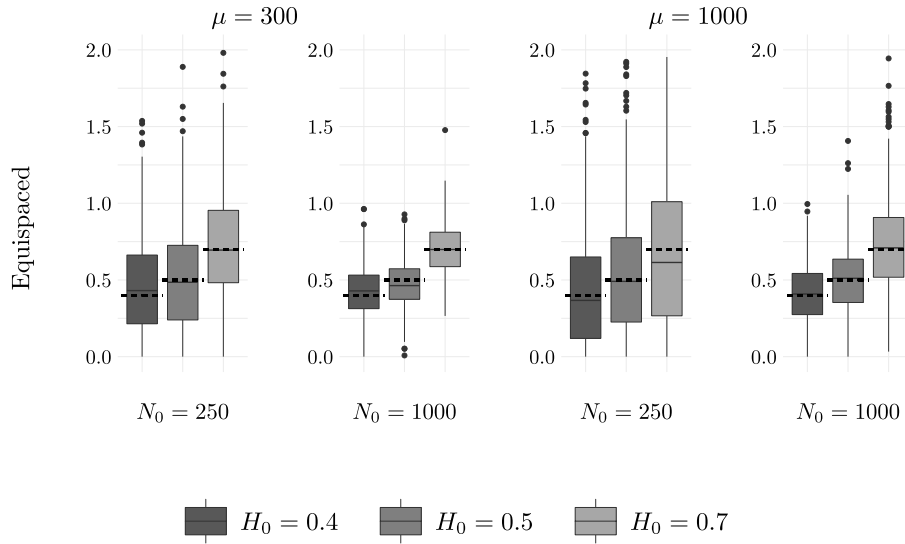 μ = 300 μ = 1000
2.0 2.0 2.0 2.0
1.5 1.5 1.5 1.5
1.0 1.0 1.0 1.0
Equispaced
0.5 0.5 0.5 0.5
0.0 0.0 0.0 0.0
N₀ = 250 N₀ = 1000 N₀ = 250 N₀ = 1000
H₀ = 0.4 H₀ = 0.5 H₀ = 0.7